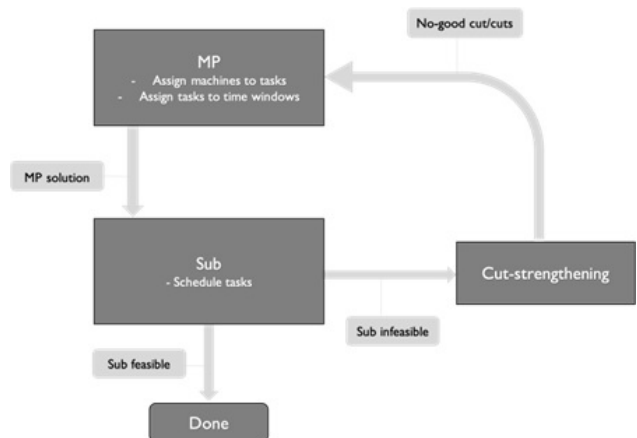 No-good cut/cuts
MP
- Assign machines to tasks
- Assign tasks to time windows
MP solution
Sub
- Schedule tasks
Cut-strengthening
Sub infeasible
Sub feasible
Done